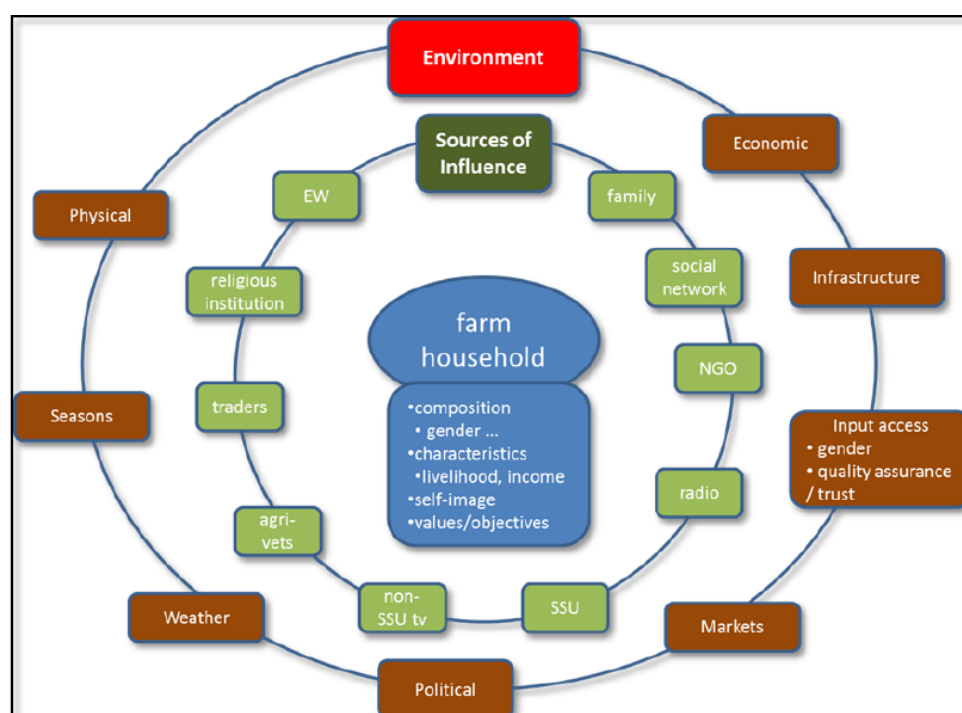 Environment
Economic
Infrastructure
Input access
• gender
• quality assurance
/ trust
Markets
Political
Weather
Seasons
Physical
Sources of
Influence
family
social
network
NGO
radio
SSU
non-
SSU tv
agri-
vets
traders
religious
institution
EW
farm
household
•composition
• gender ...
•characteristics
•livelihood, income
•self-image
•values/objectives